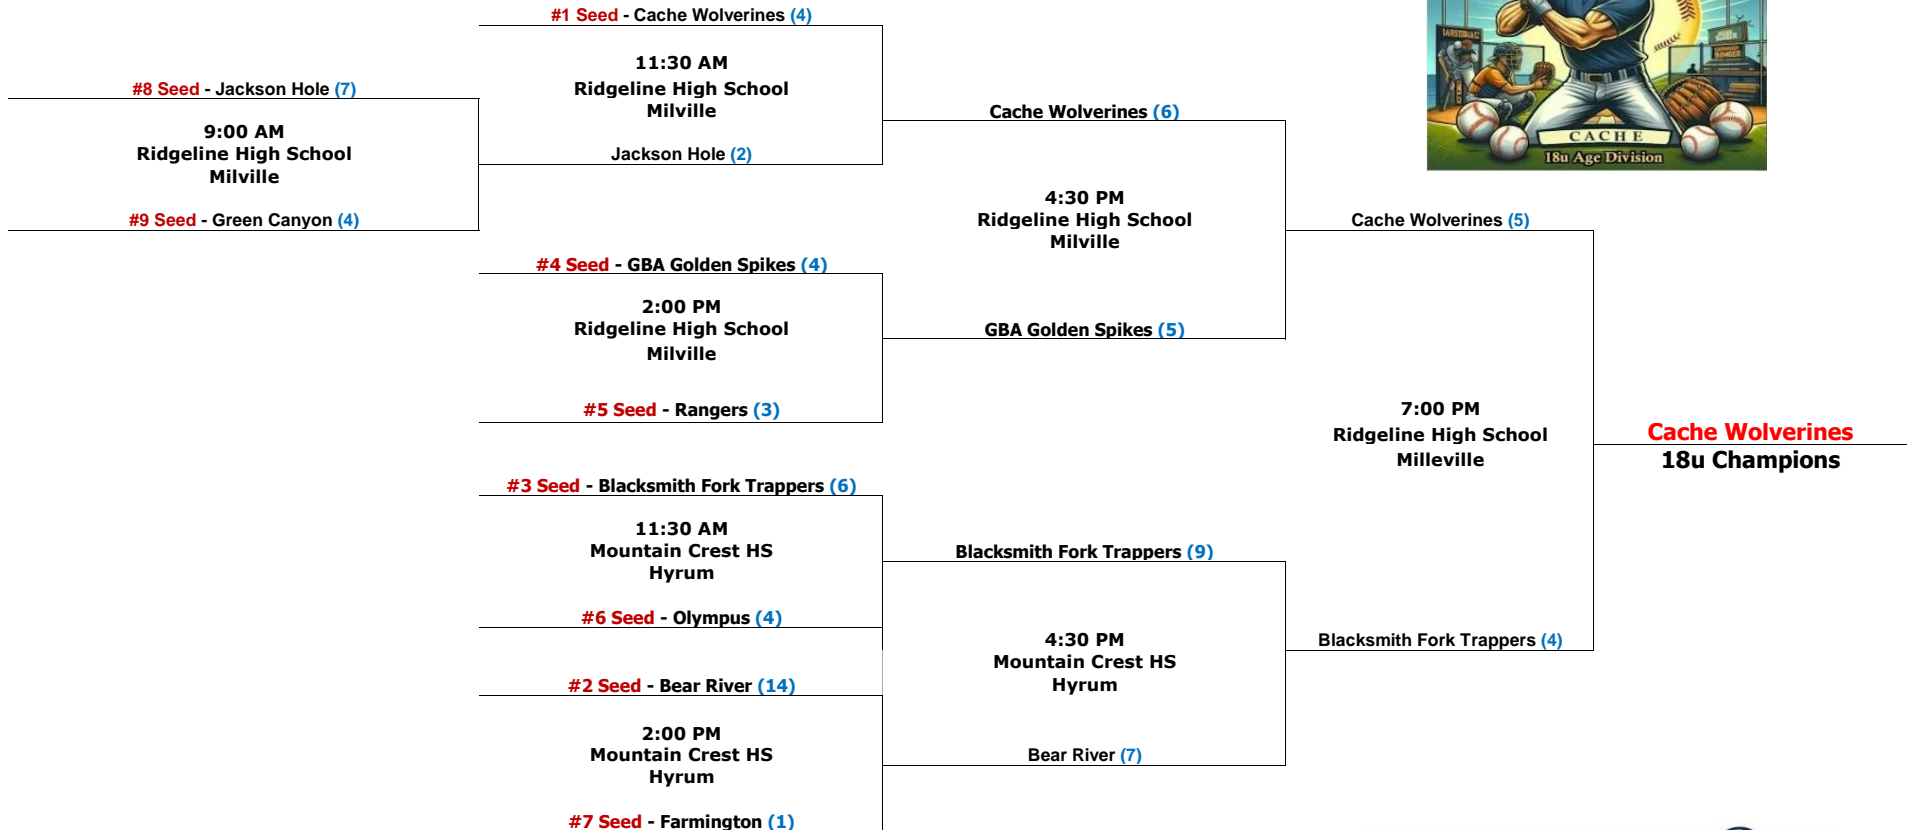 #1 Seed - Cache Wolverines (4)
11:30 AM
Ridgeline High School
Milville
Jackson Hole (2)
#8 Seed - Jackson Hole (7)
9:00 AM
Ridgeline High School
Milville
#9 Seed - Green Canyon (4)
#4 Seed - GBA Golden Spikes (4)
2:00 PM
Ridgeline High School
Milville
#5 Seed - Rangers (3)
#3 Seed - Blacksmith Fork Trappers (6)
11:30 AM
Mountain Crest HS
Hyrum
#6 Seed - Olympus (4)
#2 Seed - Bear River (14)
2:00 PM
Mountain Crest HS
Hyrum
#7 Seed - Farmington (1)
Cache Wolverines (6)
4:30 PM
Ridgeline High School
Milville
GBA Golden Spikes (5)
Blacksmith Fork Trappers (9)
4:30 PM
Mountain Crest HS
Hyrum
Bear River (7)
Cache Wolverines (5)
7:00 PM
Ridgeline High School
Milleville
Blacksmith Fork Trappers (4)
Cache Wolverines
18u Champions
CACHE
18u Age Division